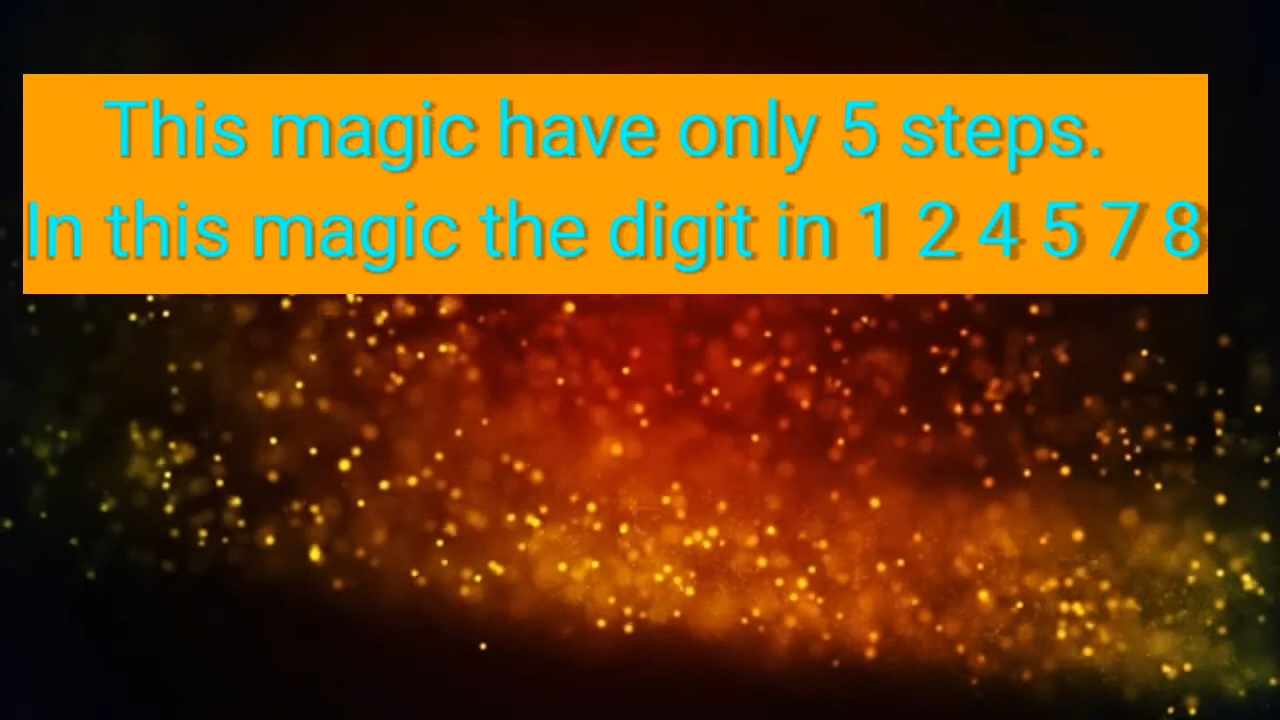 This magic have only 5 steps.
In this magic the digit in 1 2 4 5 7 8